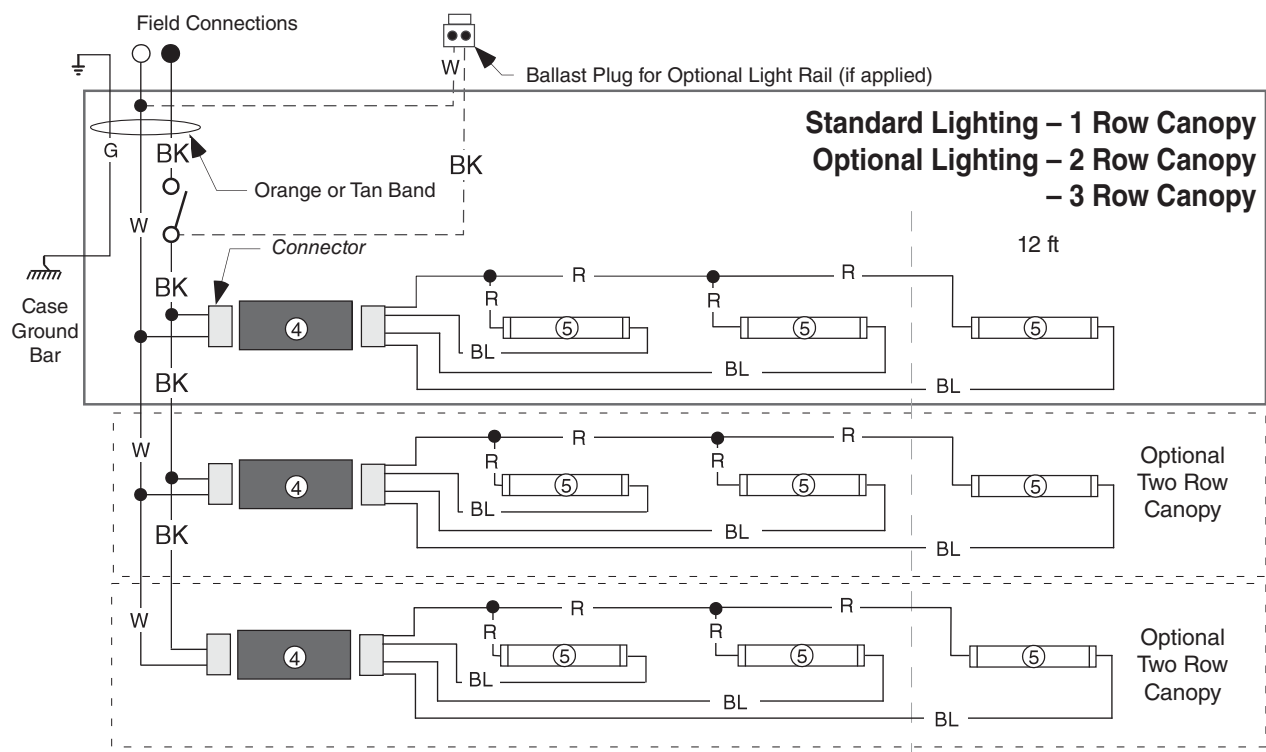 Field Connections
W
Ballast Plug for Optional Light Rail (if applied)
Standard Lighting – 1 Row Canopy
Optional Lighting – 2 Row Canopy
– 3 Row Canopy
G
BK
BK
Orange or Tan Band
W
Connector
12 ft
Case
Ground
Bar
BK
R
R
R
R
4
5
5
5
BL
BL
BL
BK
W
R
R
R
R
4
5
5
5
BL
BL
BL
Optional
Two Row
Canopy
BK
W
R
R
R
R
4
5
5
5
BL
BL
BL
Optional
Two Row
Canopy